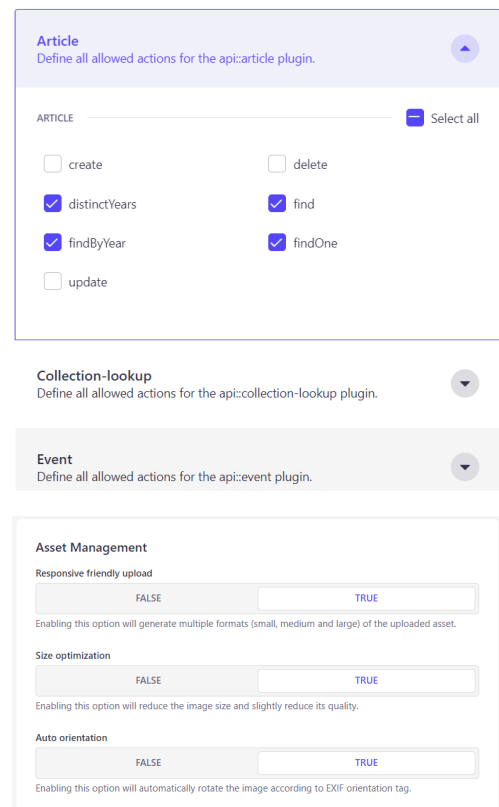 Article
Define all allowed actions for the api::article plugin.
ARTICLE
Select all
create
delete
distinctYears
find
findByYear
findOne
update
Collection-lookup
Define all allowed actions for the api::collection-lookup plugin.
Event
Define all allowed actions for the api::event plugin.
Asset Management
Responsive friendly upload
FALSE
TRUE
Enabling this option will generate multiple formats (small, medium and large) of the uploaded asset.
Size optimization
FALSE
TRUE
Enabling this option will reduce the image size and slightly reduce its quality.
Auto orientation
FALSE
TRUE
Enabling this option will automatically rotate the image according to EXIF orientation tag.